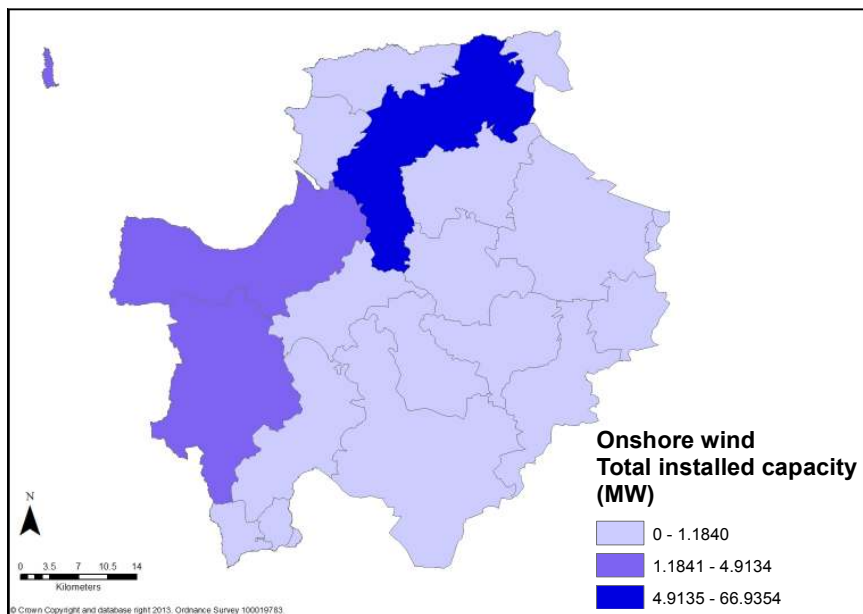 Onshore wind
Total installed capacity
(MW)
0 - 1.1840
1.1841 - 4.9134
4.9135 - 66.9354
N
0 3.5 7 10.5 14
Kilometers
© Crown Copyright and database right 2013. Ordnance Survey 100019783.